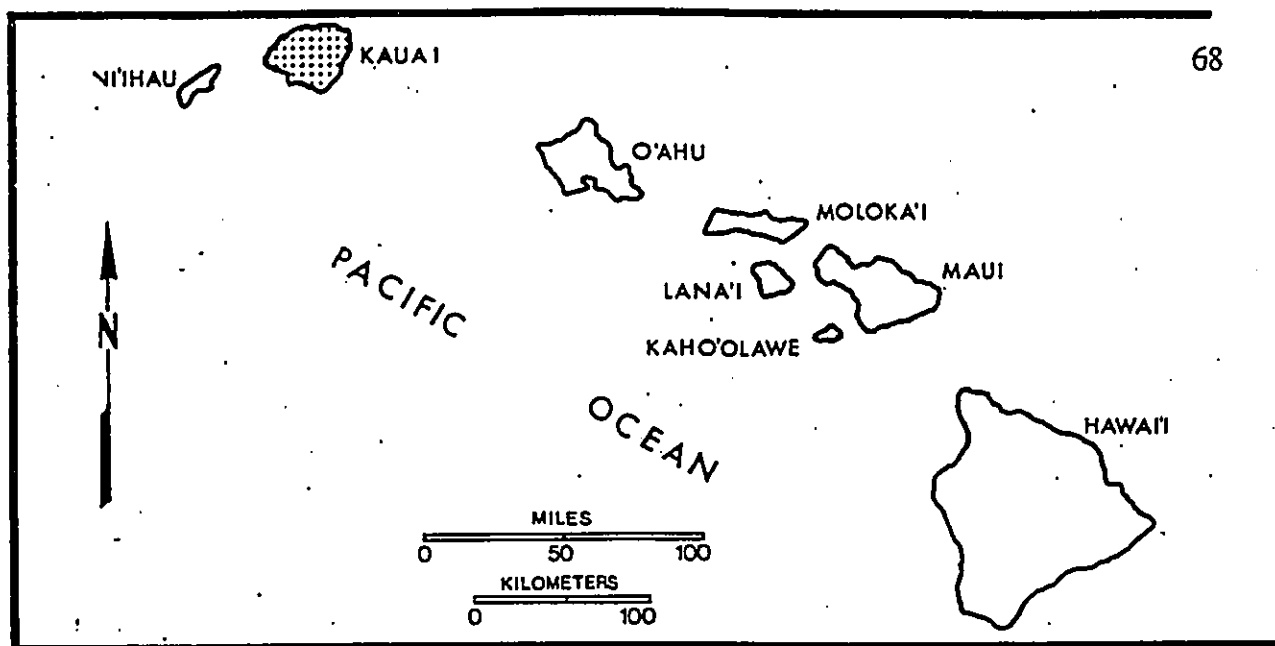 68
KAUA'I
NI'IHAU
O'AHU
MOLOKA'I
MAUI
LANA'I
KAHO'OLAWE
PACIFIC
OCEAN
HAWAI'I
N
MILES
0 50 100
KILOMETERS
0 100